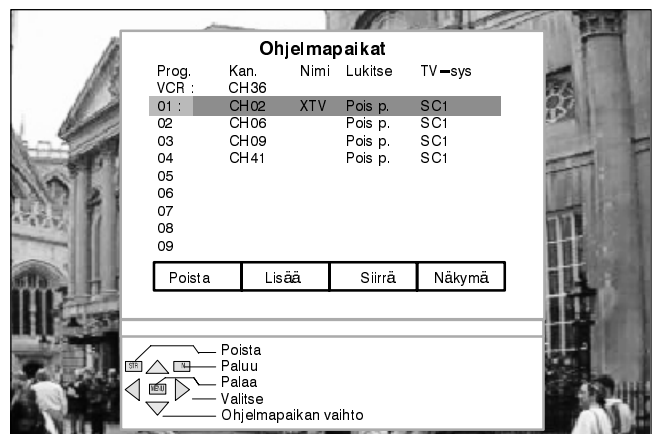 Ohjelmapaikat
Prog. Kan. Nimi Lukitse TV-sys
VCR : CH36
01 : CH02 XTV Pois p. SC1
02 CH06 Pois p. SC1
03 CH09 Pois p. SC1
04 CH41 Pois p. SC1
05
06
07
08
09
Poista Lisää Siirrä Näkymä
Poista
STR N Paluu
MENU Palaa
Valitse
Ohjelmapaikan vaihto